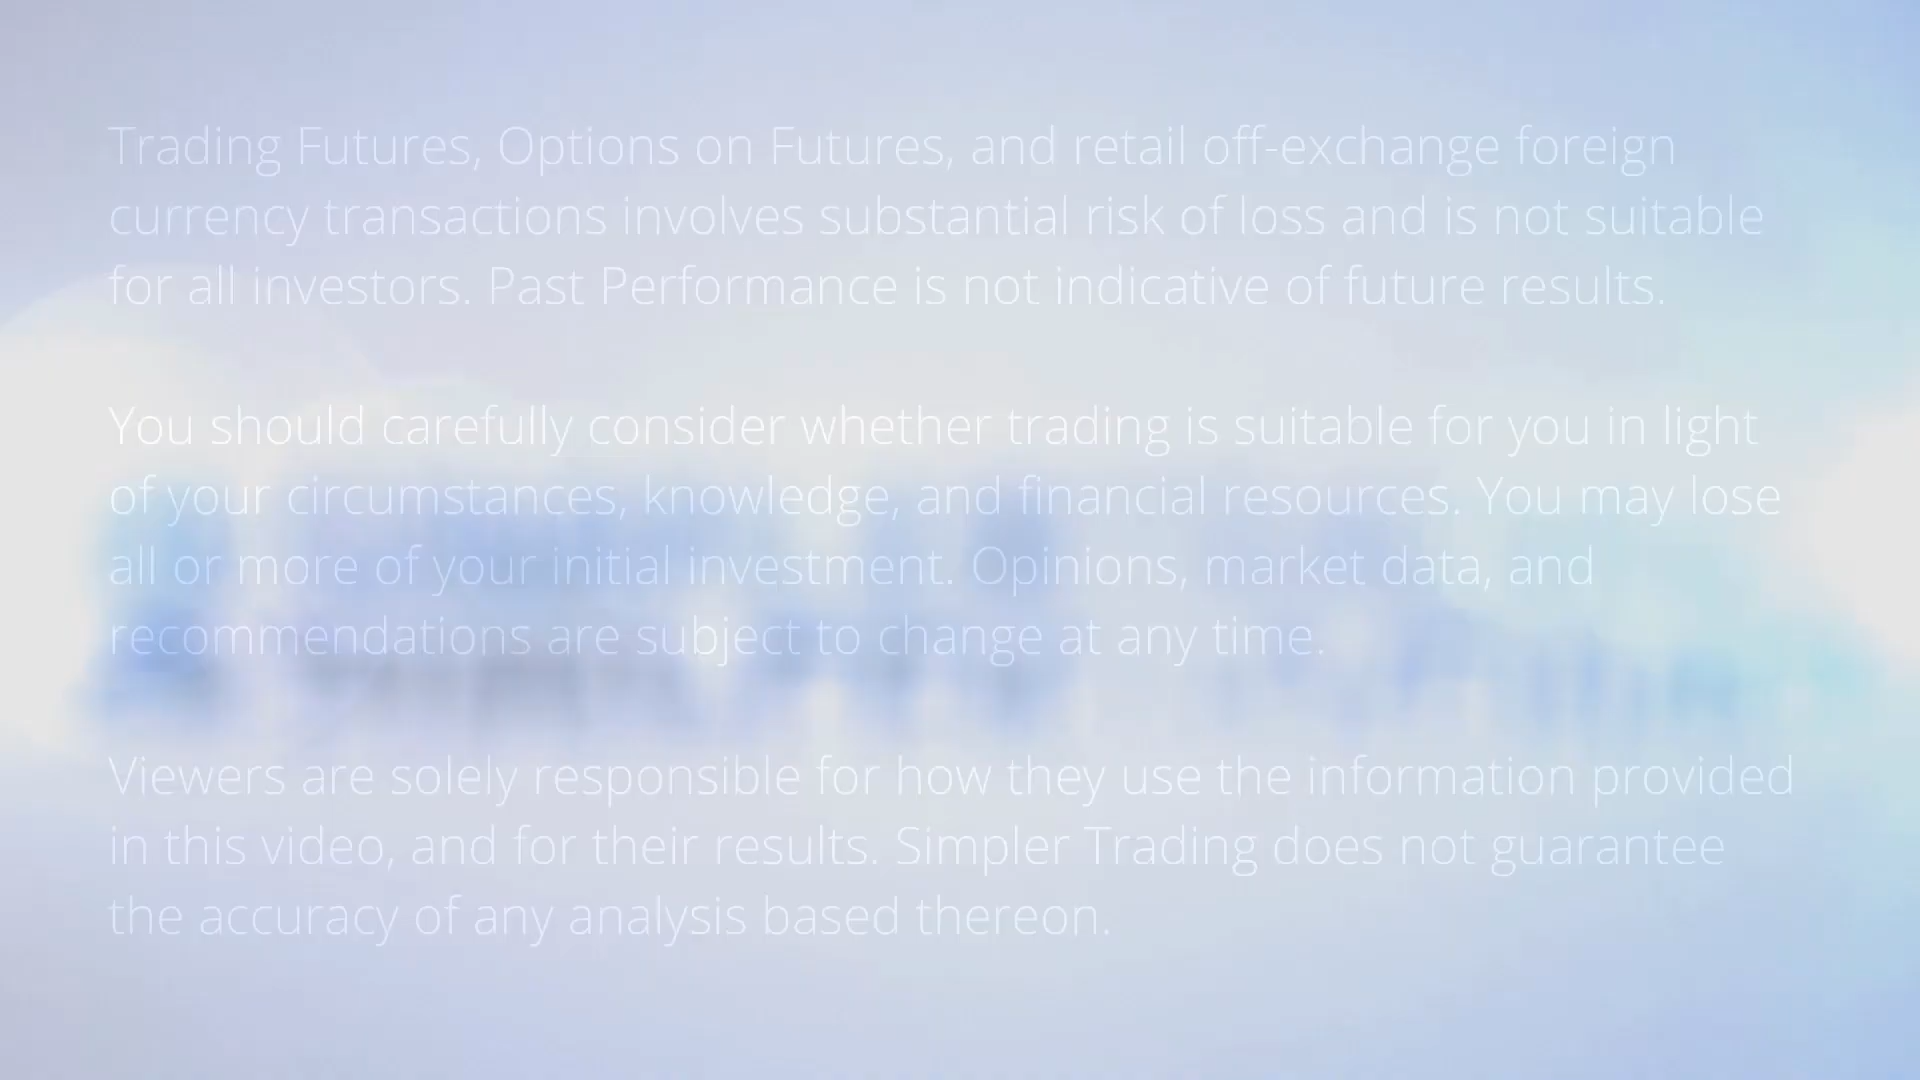 Trading Futures, Options on Futures, and retail off-exchange foreign
currency transactions involves substantial risk of loss and is not suitable
for all investors. Past Performance is not indicative of future results.
You should carefully consider whether trading is suitable for you in light
of your circumstances, knowledge, and financial resources. You may lose
all or more of your initial investment. Opinions, market data, and
recommendations are subject to change at any time.
Viewers are solely responsible for how they use the information provided
in this video, and for their results. Simpler Trading does not guarantee
the accuracy of any analysis based thereon.